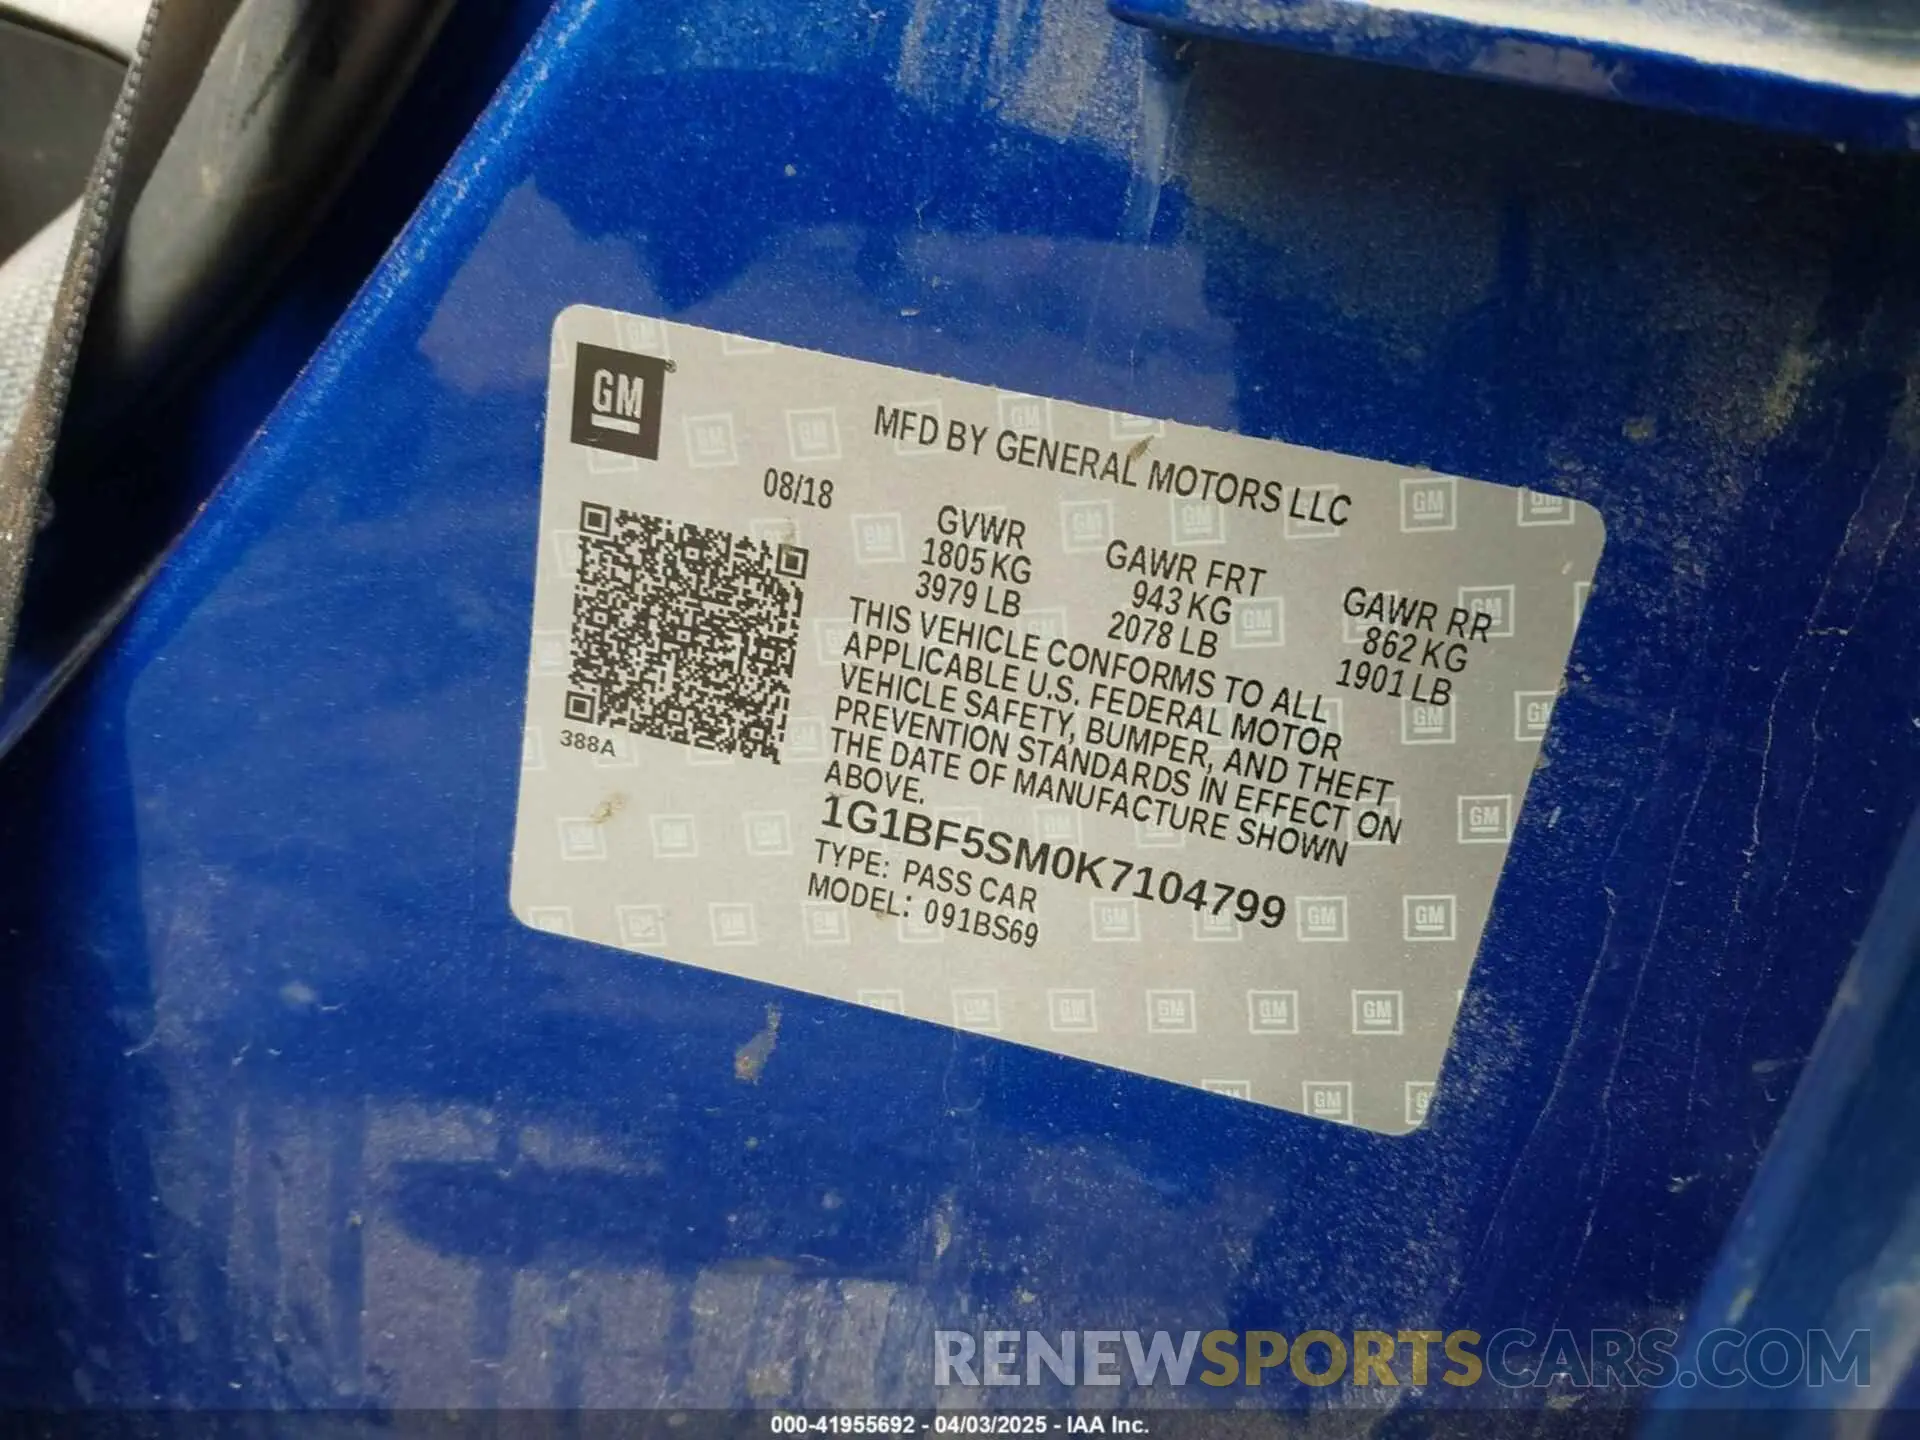 GM®
MFD BY GENERAL MOTORS LLC
08/18
GVWR
1805 KG
3979 LB
GAWR FRT
943 KG
2078 LB
GAWR RR
862 KG
1901 LB
THIS VEHICLE CONFORMS TO ALL
APPLICABLE U.S. FEDERAL MOTOR
VEHICLE SAFETY, BUMPER, AND THEFT
PREVENTION STANDARDS IN EFFECT ON
THE DATE OF MANUFACTURE SHOWN
ABOVE.
388A
1G1BF5SM0K7104799
TYPE: PASS CAR
MODEL: 091BS69
RENEWSPORTSCARS.COM
000-41955692 - 04/03/2025 - IAA Inc.